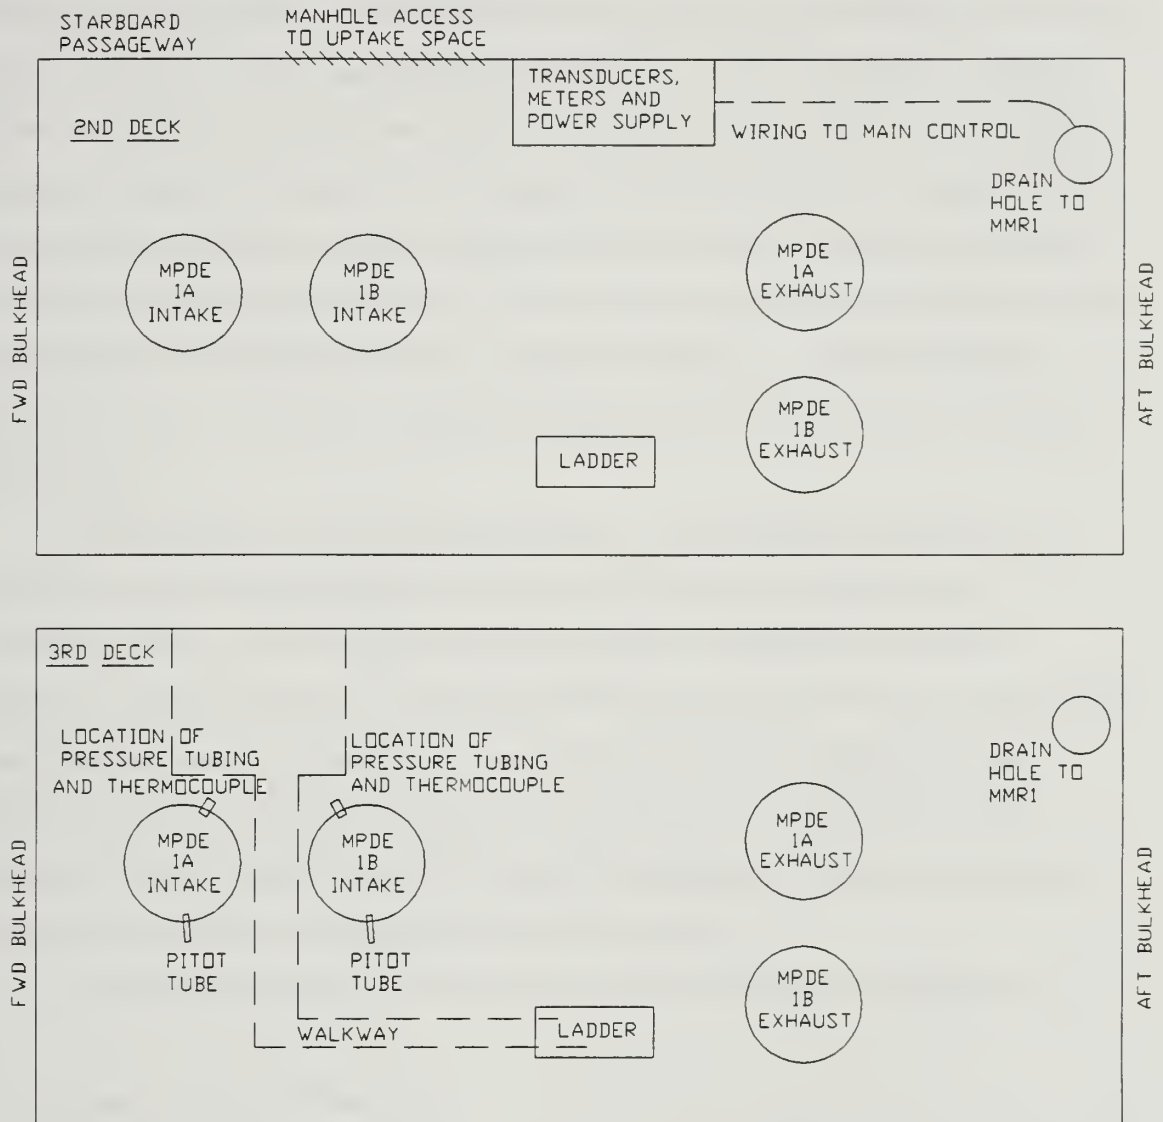 STARBOARD
PASSAGEWAY
MANHOLE ACCESS
TO UPTAKE SPACE
TRANSDUCERS,
METERS AND
POWER SUPPLY
2ND DECK
WIRING TO MAIN CONTROL
DRAIN
HOLE TO
MMR1
FWD BULKHEAD
MPDE
1A
INTAKE
MPDE
1B
INTAKE
MPDE
1A
EXHAUST
AFT BULKHEAD
MPDE
1B
EXHAUST
LADDER
3RD DECK
LOCATION OF
PRESSURE TUBING
AND THERMOCOUPLE
LOCATION OF
PRESSURE TUBING
AND THERMOCOUPLE
DRAIN
HOLE TO
MMR1
FWD BULKHEAD
MPDE
1A
INTAKE
MPDE
1B
INTAKE
MPDE
1A
EXHAUST
AFT BULKHEAD
PITOT
TUBE
PITOT
TUBE
MPDE
1B
EXHAUST
WALKWAY
LADDER